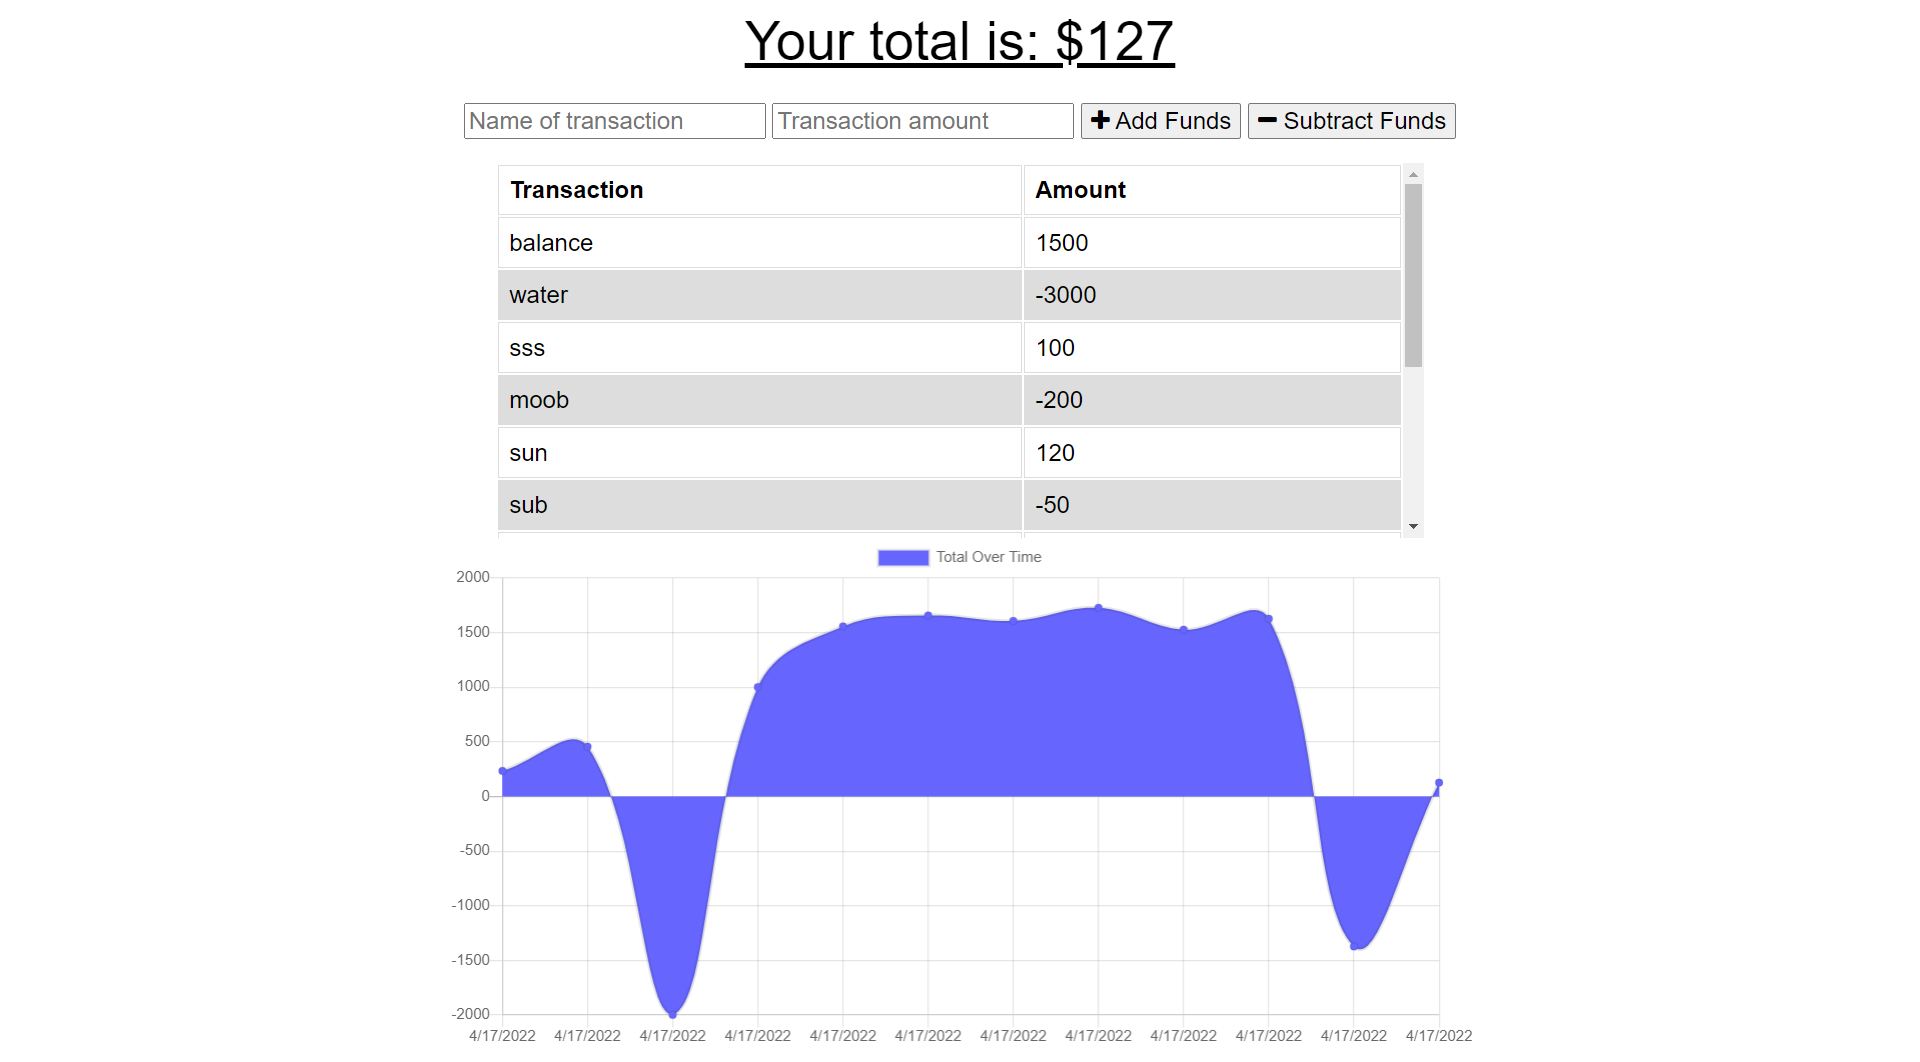 Your total is: $127
Name of transaction Transaction amount Add Funds Subtract Funds
Transaction Amount
balance 1500
water -3000
sss 100
moob -200
sun 120
sub -50
Total Over Time
2000
1500
1000
500
0
-500
-1000
-1500
-2000
4/17/2022 4/17/2022 4/17/2022 4/17/2022 4/17/2022 4/17/2022 4/17/2022 4/17/2022 4/17/2022 4/17/2022 4/17/2022 4/17/2022